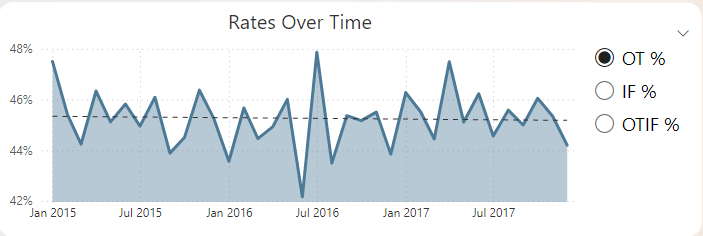 Rates Over Time
48%
46%
44%
42%
Jan 2015 Jul 2015 Jan 2016 Jul 2016 Jan 2017 Jul 2017
OT %
IF %
OTIF %